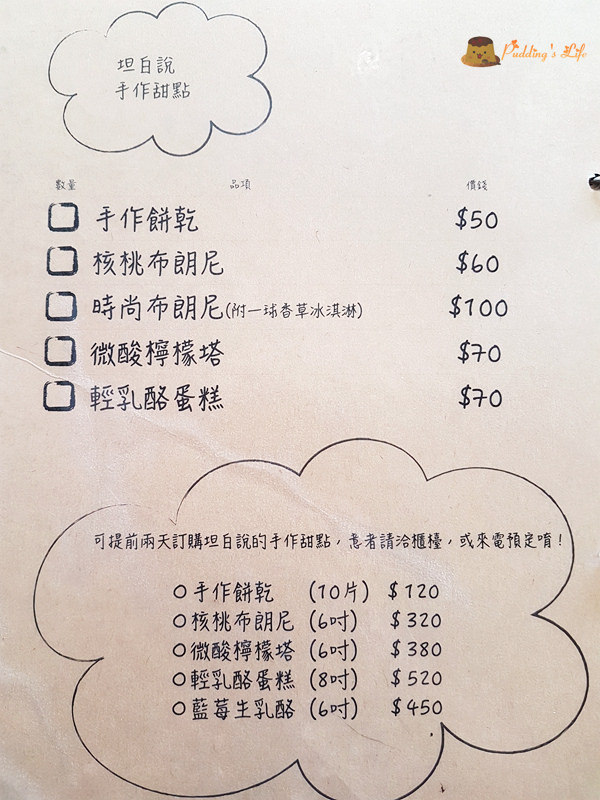 Pudding's Life
坦白說
手作甜點
數量 品項 價錢
手作餅乾 $50
核桃布朗尼 $60
時尚布朗尼(附一球香草冰淇淋) $100
微酸檸檬塔 $70
輕乳酪蛋糕 $70
可提前兩天訂購坦白說的手作甜點，意者請洽櫃檯，或來電預定唷！
手作餅乾 (10片) $120
核桃布朗尼 (6吋) $320
微酸檸檬塔 (6吋) $380
輕乳酪蛋糕 (8吋) $520
藍莓生乳酪 (6吋) $450